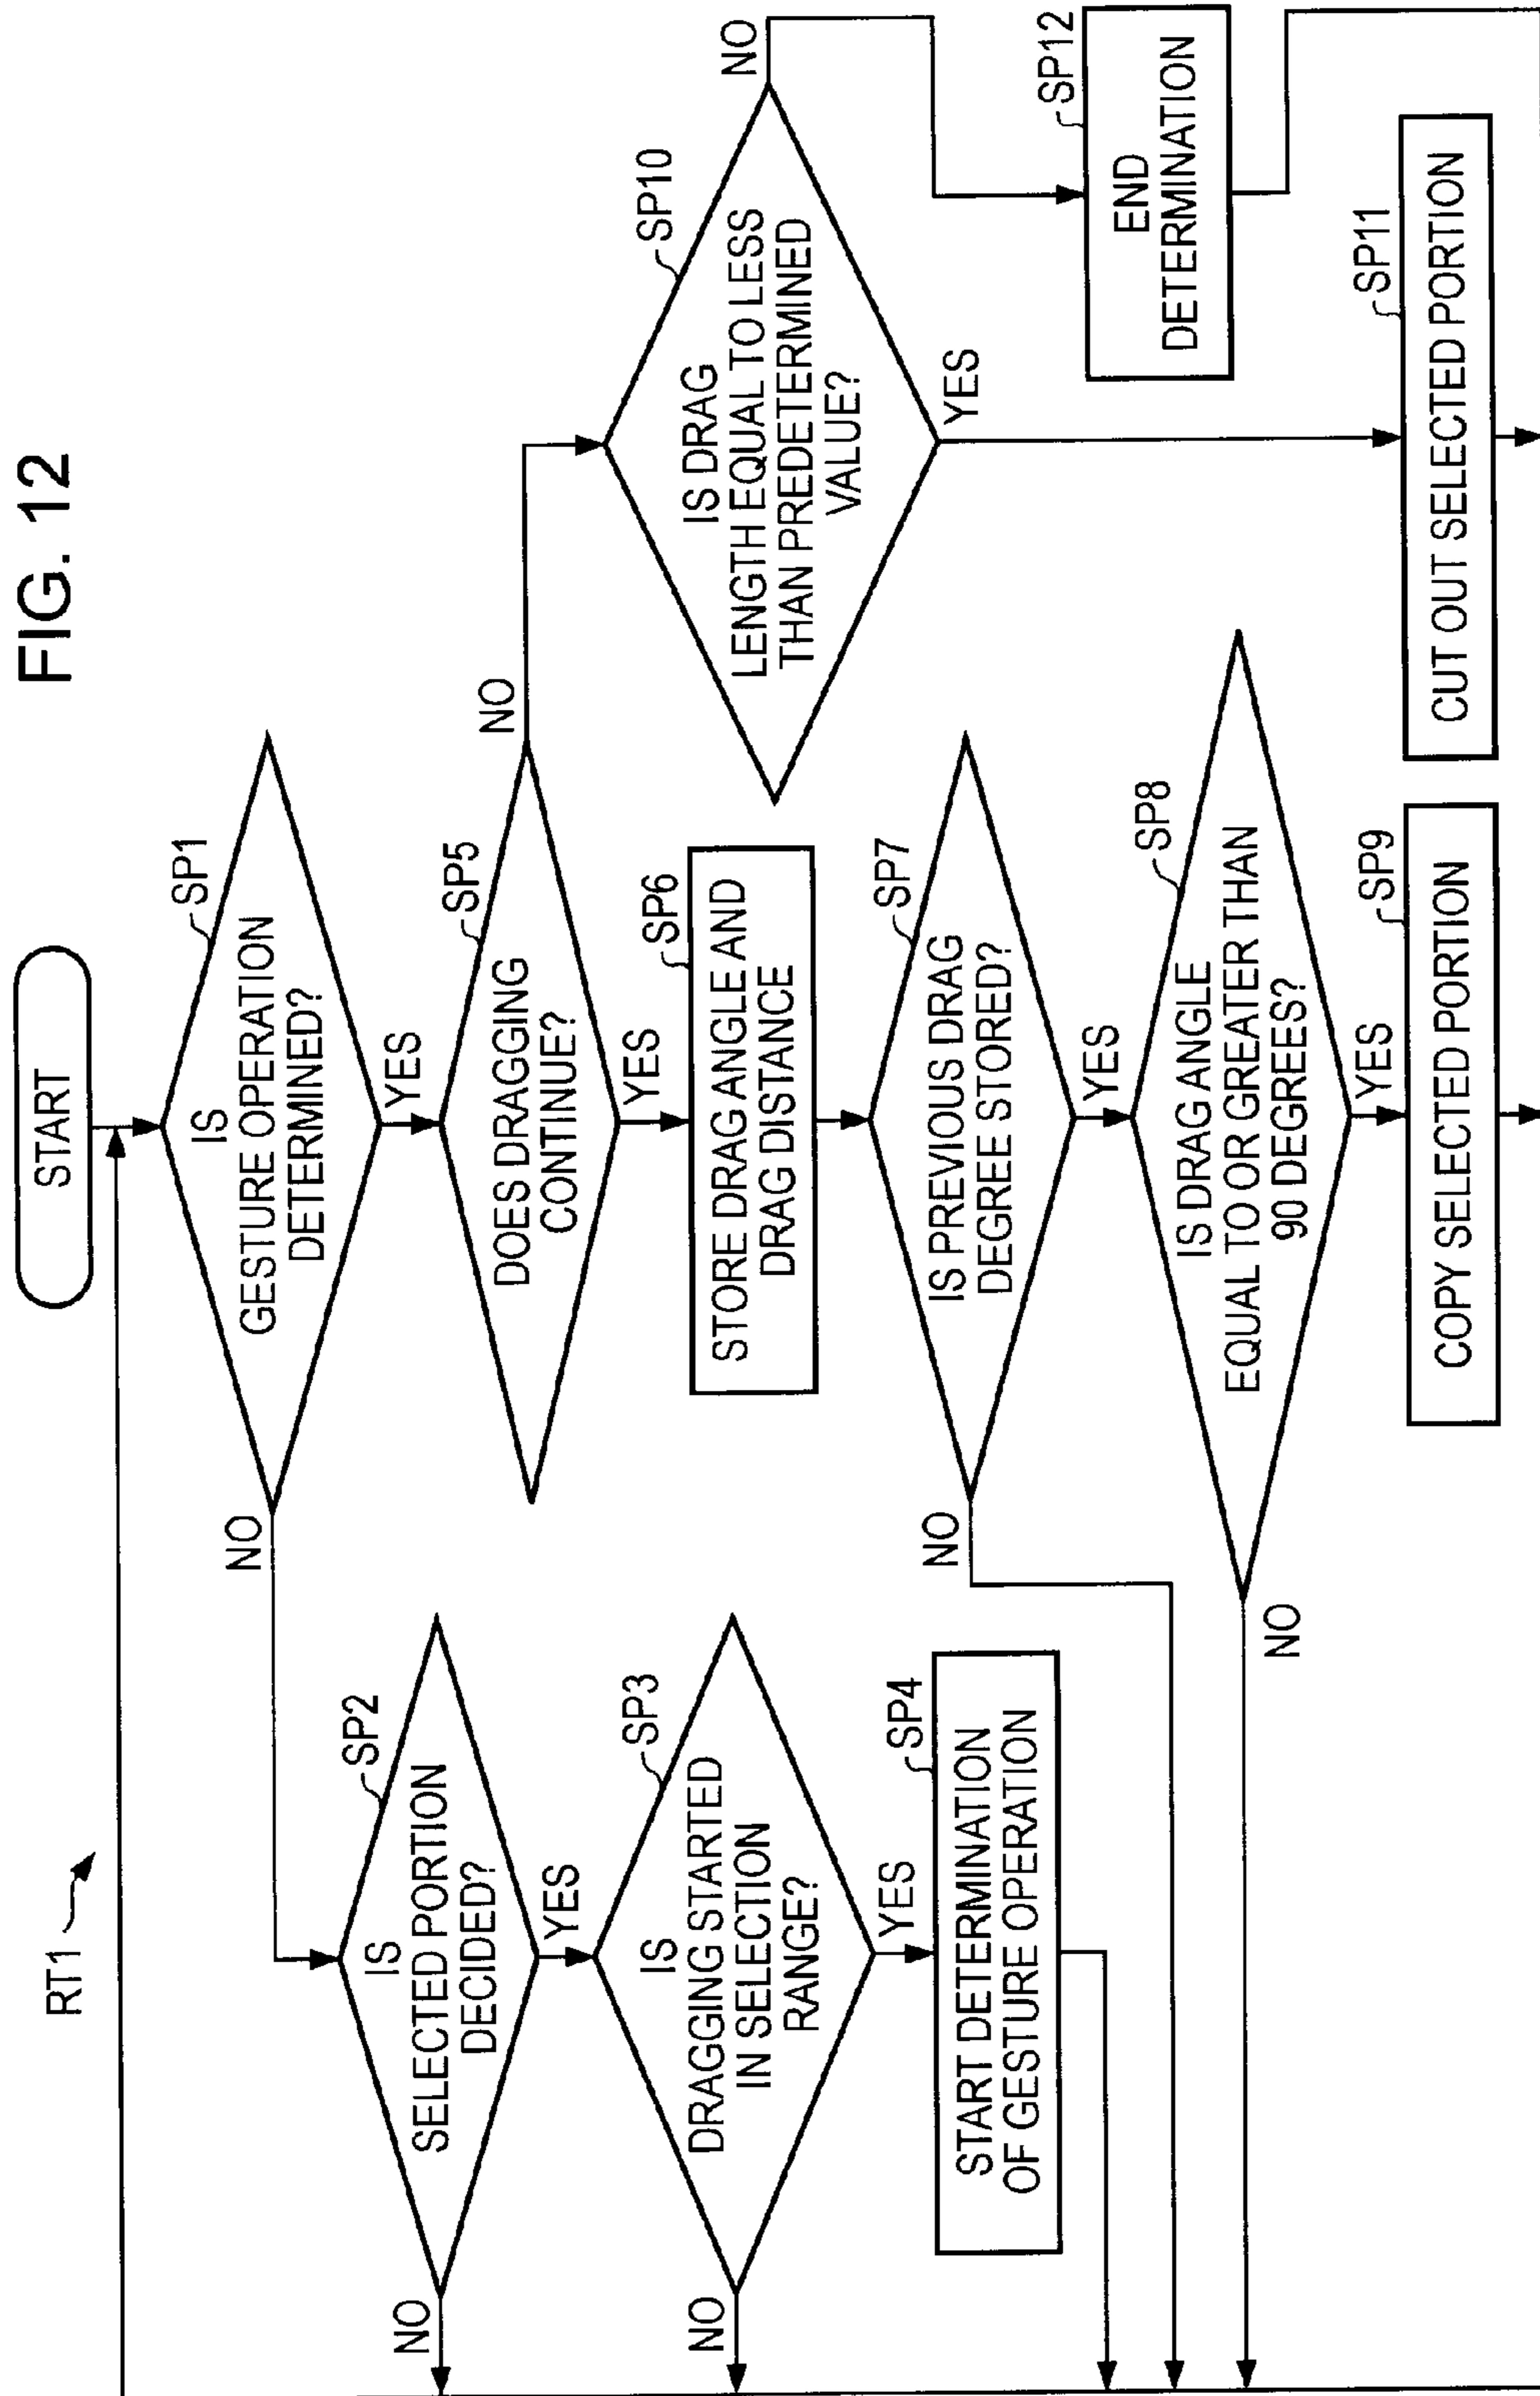 FIG. 12
RT1
START
SP1
IS
GESTURE OPERATION
DETERMINED?
NO
YES
SP2
IS
SELECTED PORTION
DECIDED?
NO
YES
SP3
IS
DRAGGING STARTED
IN SELECTION
RANGE?
NO
YES
SP4
START DETERMINATION
OF GESTURE OPERATION
SP5
DOES DRAGGING
CONTINUE?
NO
YES
SP6
STORE DRAG ANGLE AND
DRAG DISTANCE
SP7
IS PREVIOUS DRAG
DEGREE STORED?
NO
YES
SP8
IS DRAG ANGLE
EQUAL TO OR GREATER THAN
90 DEGREES?
NO
YES
SP9
COPY SELECTED PORTION
SP10
IS DRAG
LENGTH EQUAL TO LESS
THAN PREDETERMINED
VALUE?
NO
YES
SP11
CUT OUT SELECTED PORTION
SP12
END
DETERMINATION